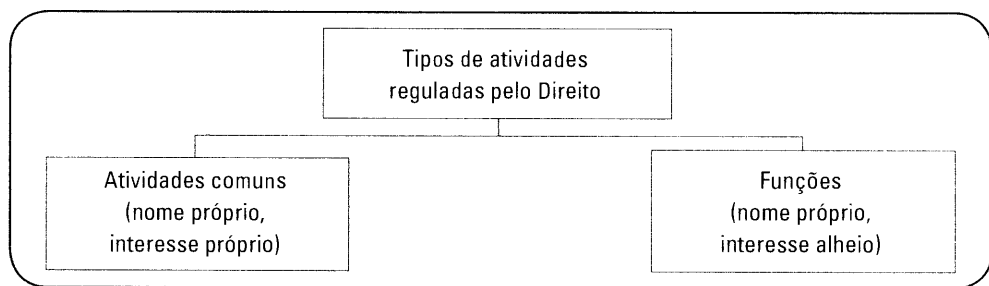 Tipos de atividades
reguladas pelo Direito
Atividades comuns
(nome próprio,
interesse próprio)
Funções
(nome próprio,
interesse alheio)